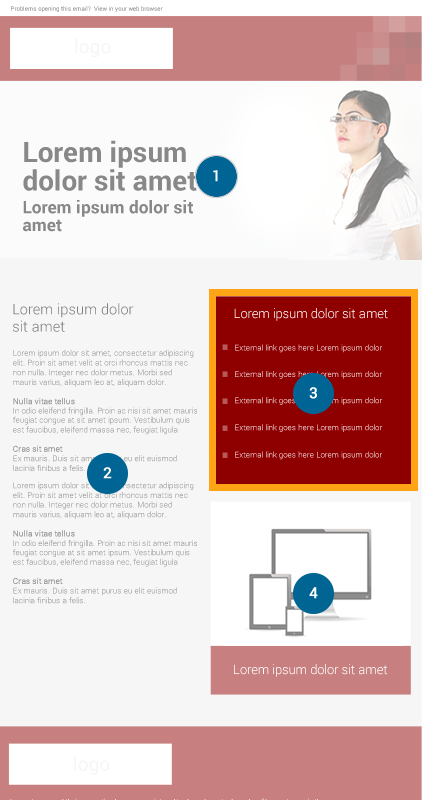 Problems opening this email? View in your web browser
logo
Lorem ipsum
dolor sit amet
1
Lorem ipsum dolor sit
amet
Lorem ipsum dolor
sit amet
Lorem ipsum dolor sit amet, consectetur adipiscing
elit. Proin sit amet velit at orci rhoncus mattis nec
non nulla. Integer nec dolor metus. Morbi sed
mauris varius, aliquam leo at, aliquam dolor.
Nulla vitae tellus
In odio eleifend fringilla. Proin ac nisi sit amet mauris
feugiat congue at sit amet ipsum. Vestibulum quis
est faucibus, eleifend massa nec, feugiat ligula
Cras sit amet
Ex mauris. Duis sit am purus eu elit euismod
lacinia finibus a felis.
2
Lorem ipsum dolor sectetur adipiscing
elit. Proin sit amet velit at orci rhoncus mattis nec
non nulla. Integer nec dolor metus. Morbi sed
mauris varius, aliquam leo at, aliquam dolor.
Nulla vitae tellus
In odio eleifend fringilla. Proin ac nisi sit amet mauris
feugiat congue at sit amet ipsum. Vestibulum quis
est faucibus, eleifend massa nec, feugiat ligula
Cras sit amet
Ex mauris. Duis sit amet purus eu elit euismod
lacinia finibus a felis.
Lorem ipsum dolor sit amet
External link goes here Lorem ipsum dolor
External link goes here Lorem ipsum dolor
External link goes m ipsum dolor
3
External link goes here Lorem ipsum dolor
External link goes here Lorem ipsum dolor
4
Lorem ipsum dolor sit amet
logo